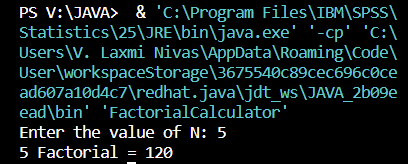 PS V:\JAVA>  & 'C:\Program Files\IBM\SPSS\
Statistics\25\JRE\bin\java.exe' '-cp' 'C:\
Users\V. Laxmi Nivas\AppData\Roaming\Code\
User\workspaceStorage\3675540c89cec696c0ce
ad607a10d4c7\redhat.java\jdt_ws\JAVA_2b09e
ead\bin' 'FactorialCalculator'
Enter the value of N: 5
5 Factorial = 120